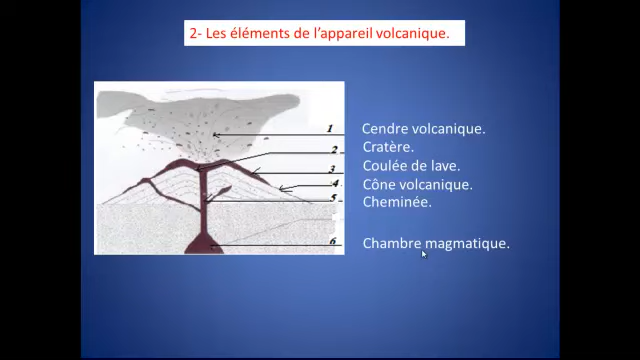 2- Les éléments de l'appareil volcanique.
1 Cendre volcanique.
2 Cratère.
3 Coulée de lave.
4 Cône volcanique.
5 Cheminée.
6 Chambre magmatique.